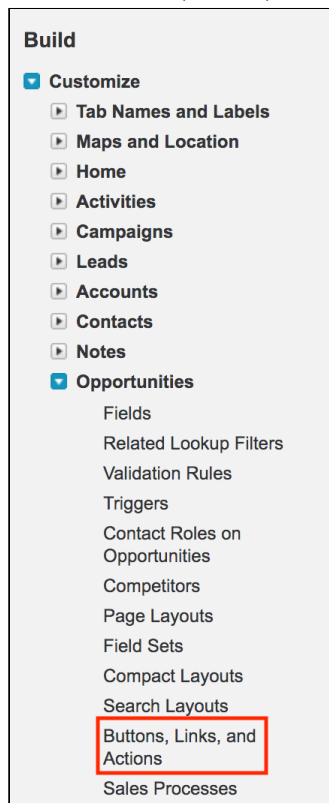 Build
Customize
Tab Names and Labels
Maps and Location
Home
Activities
Campaigns
Leads
Accounts
Contacts
Notes
Opportunities
Fields
Related Lookup Filters
Validation Rules
Triggers
Contact Roles on
Opportunities
Competitors
Page Layouts
Field Sets
Compact Layouts
Search Layouts
Buttons, Links, and
Actions
Sales Processes